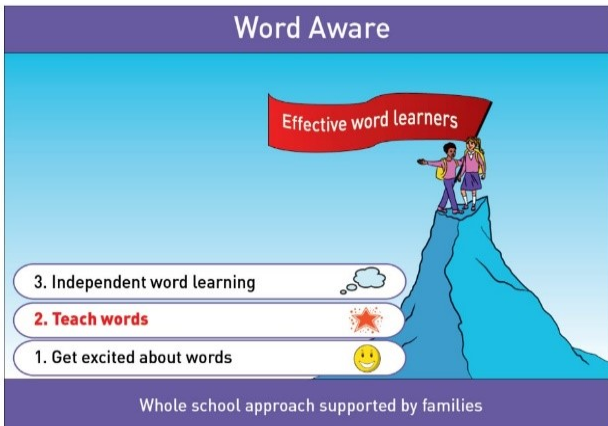 Word Aware
Effective word learners
3. Independent word learning
2. Teach words
1. Get excited about words
Whole school approach supported by families